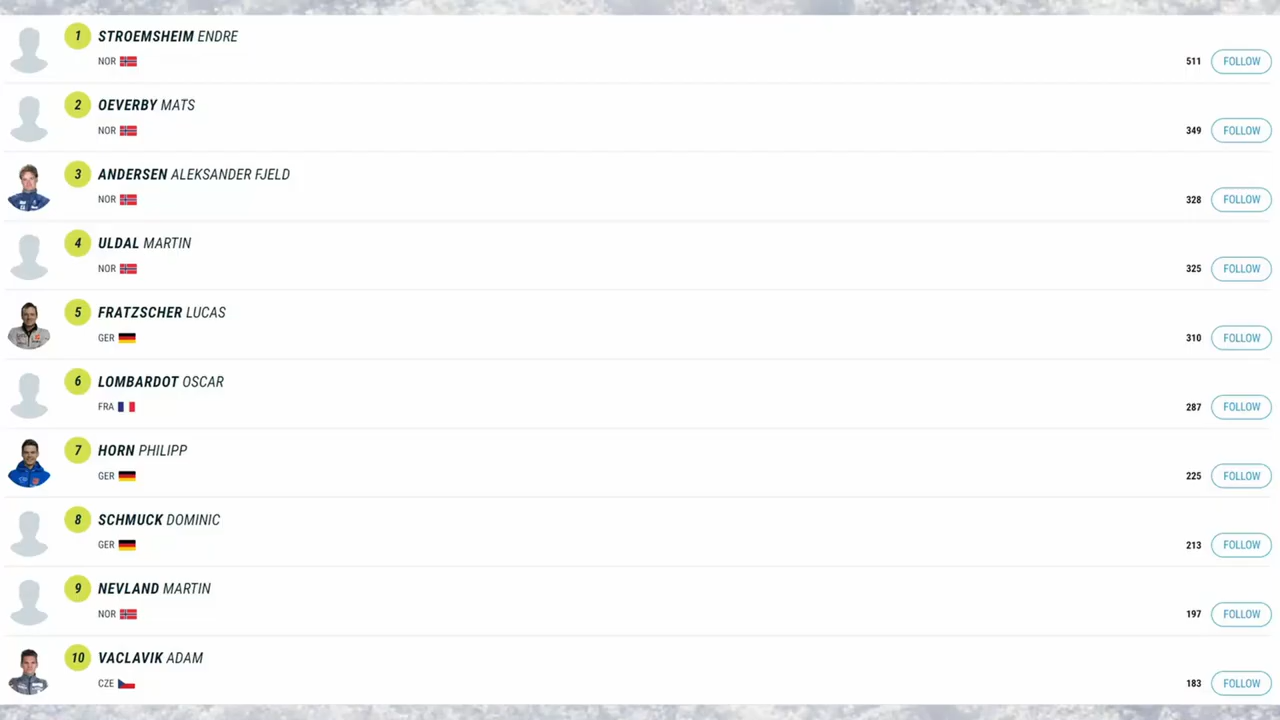 1 STROEMSHEIM ENDRE
NOR 511 FOLLOW
2 OEVERBY MATS
NOR 349 FOLLOW
3 ANDERSEN ALEKSANDER FJELD
NOR 328 FOLLOW
4 ULDAL MARTIN
NOR 325 FOLLOW
5 FRATZSCHER LUCAS
GER 310 FOLLOW
6 LOMBARDOT OSCAR
FRA 287 FOLLOW
7 HORN PHILIPP
GER 225 FOLLOW
8 SCHMUCK DOMINIC
GER 213 FOLLOW
9 NEVLAND MARTIN
NOR 197 FOLLOW
10 VACLAVIK ADAM
CZE 183 FOLLOW